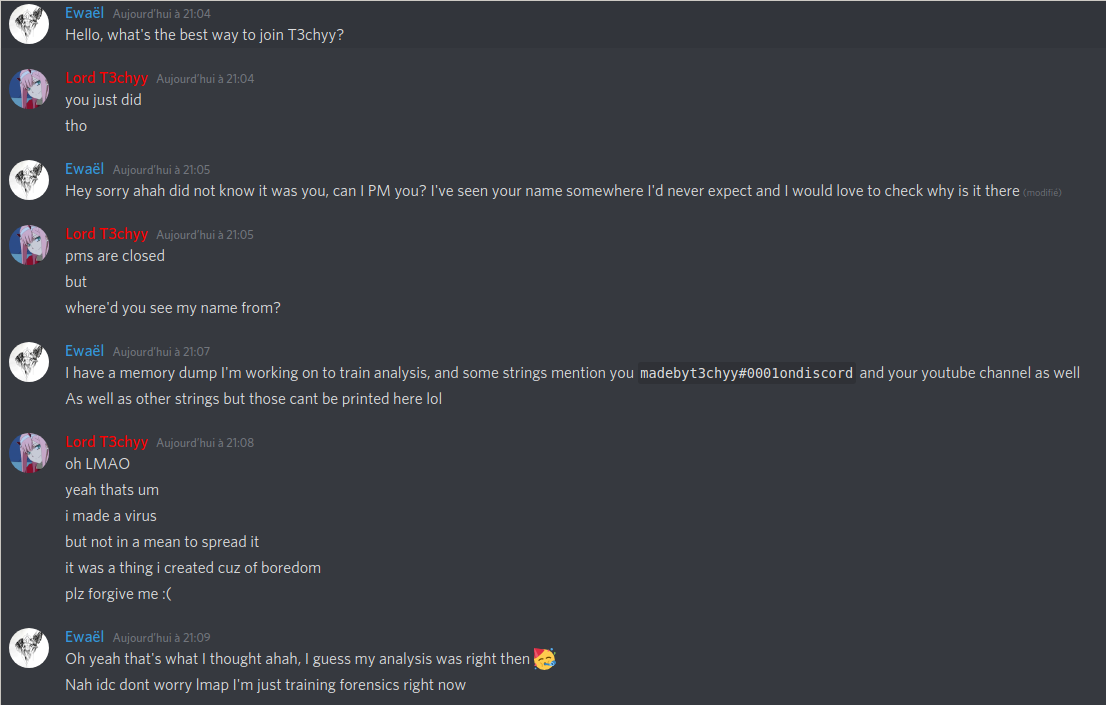 Ewaël Aujourd'hui à 21:04
Hello, what's the best way to join T3chyy?
Lord T3chyy Aujourd'hui à 21:04
you just did
tho
Ewaël Aujourd'hui à 21:05
Hey sorry ahah did not know it was you, can I PM you? I've seen your name somewhere I'd never expect and I would love to check why is it there (modifié)
Lord T3chyy Aujourd'hui à 21:05
pms are closed
but
where'd you see my name from?
Ewaël Aujourd'hui à 21:07
I have a memory dump I'm working on to train analysis, and some strings mention you madebyt3chyy#0001ondiscord and your youtube channel as well
As well as other strings but those cant be printed here lol
Lord T3chyy Aujourd'hui à 21:08
oh LMAO
yeah thats um
i made a virus
but not in a mean to spread it
it was a thing i created cuz of boredom
plz forgive me :(
Ewaël Aujourd'hui à 21:09
Oh yeah that's what I thought ahah, I guess my analysis was right then 🥳
Nah idc dont worry lmap I'm just training forensics right now